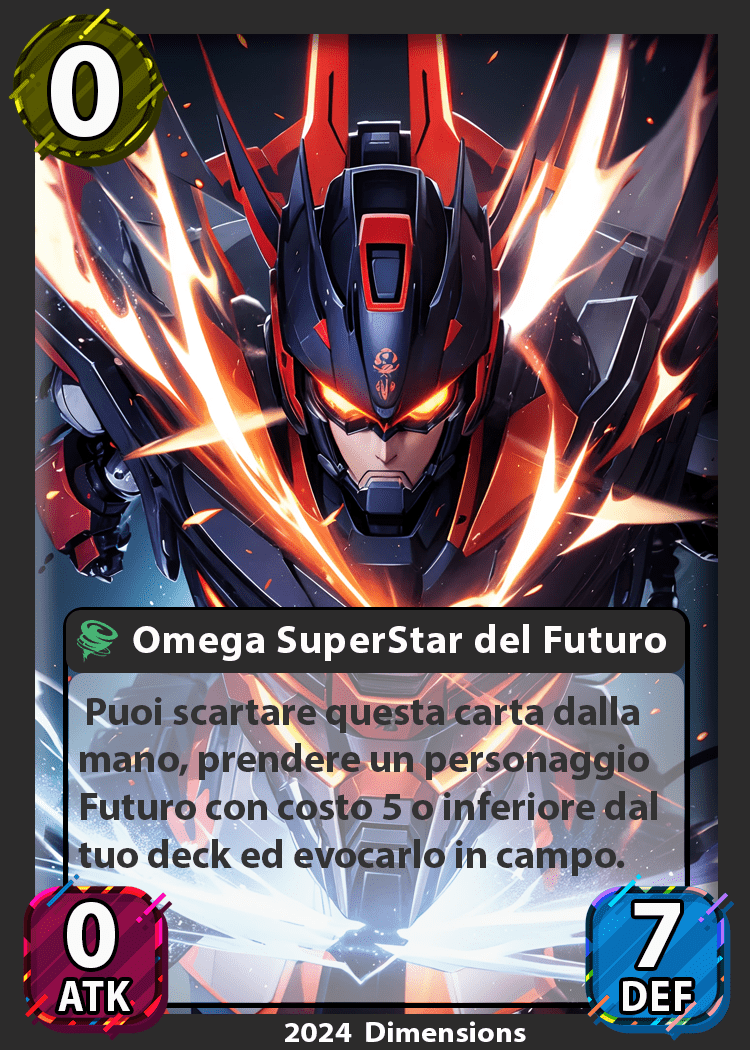 0
Omega SuperStar del Futuro
Puoi scartare questa carta dalla
mano, prendere un personaggio
Futuro con costo 5 o inferiore dal
tuo deck ed evocarlo in campo.
0
ATK
7
DEF
2024 Dimensions